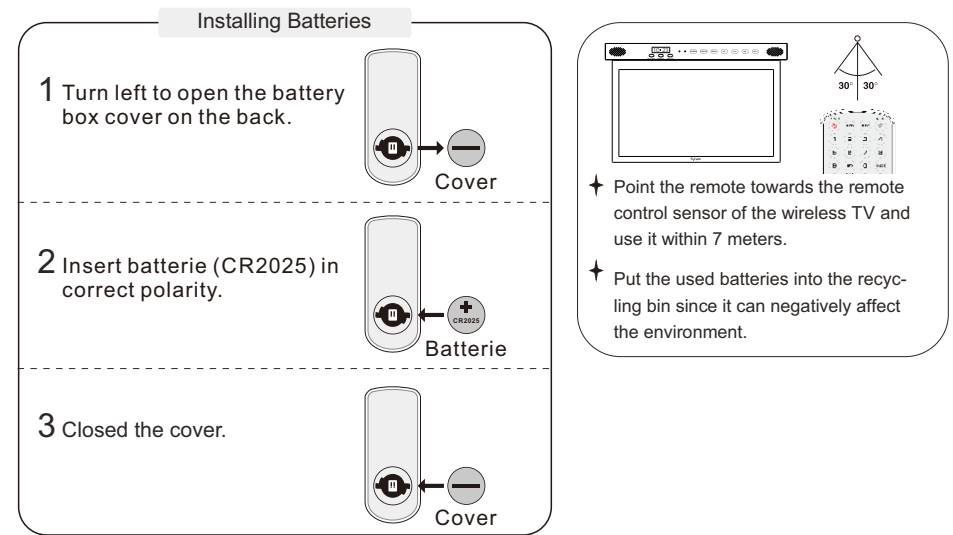 Installing Batteries
1 Turn left to open the battery
box cover on the back.
Cover
2 Insert batterie (CR2025) in
correct polarity.
CR2025
Batterie
3 Closed the cover.
Cover
30° 30°
Point the remote towards the remote
control sensor of the wireless TV and
use it within 7 meters.
Put the used batteries into the recyc-
ling bin since it can negatively affect
the environment.